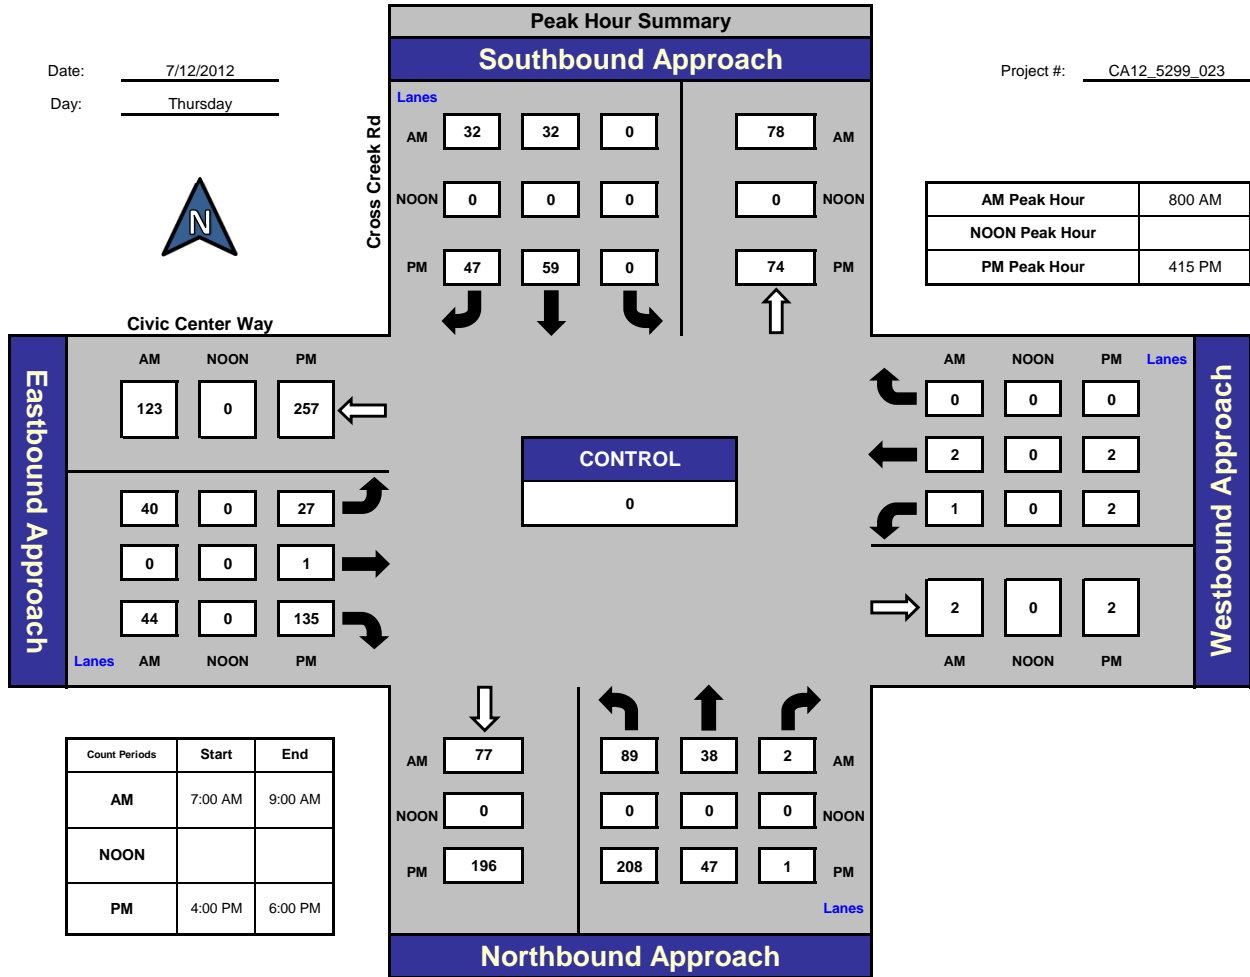 Peak Hour Summary
Southbound Approach
Date: 7/12/2012
Day: Thursday
Project #: CA12_5299_023
N
Cross Creek Rd
Lanes
AM 32 32 0 78 AM
NOON 0 0 0 0 NOON
PM 47 59 0 74 PM
AM Peak Hour 800 AM
NOON Peak Hour
PM Peak Hour 415 PM
Civic Center Way
Eastbound Approach
AM NOON PM
123 0 257
40 0 27
0 0 1
44 0 135
Lanes AM NOON PM
CONTROL
0
AM NOON PM Lanes
0 0 0
2 0 2
1 0 2
2 0 2
AM NOON PM
Westbound Approach
Count Periods Start End
AM 7:00 AM 9:00 AM
NOON
PM 4:00 PM 6:00 PM
AM 77 89 38 2 AM
NOON 0 0 0 0 NOON
PM 196 208 47 1 PM
Lanes
Northbound Approach